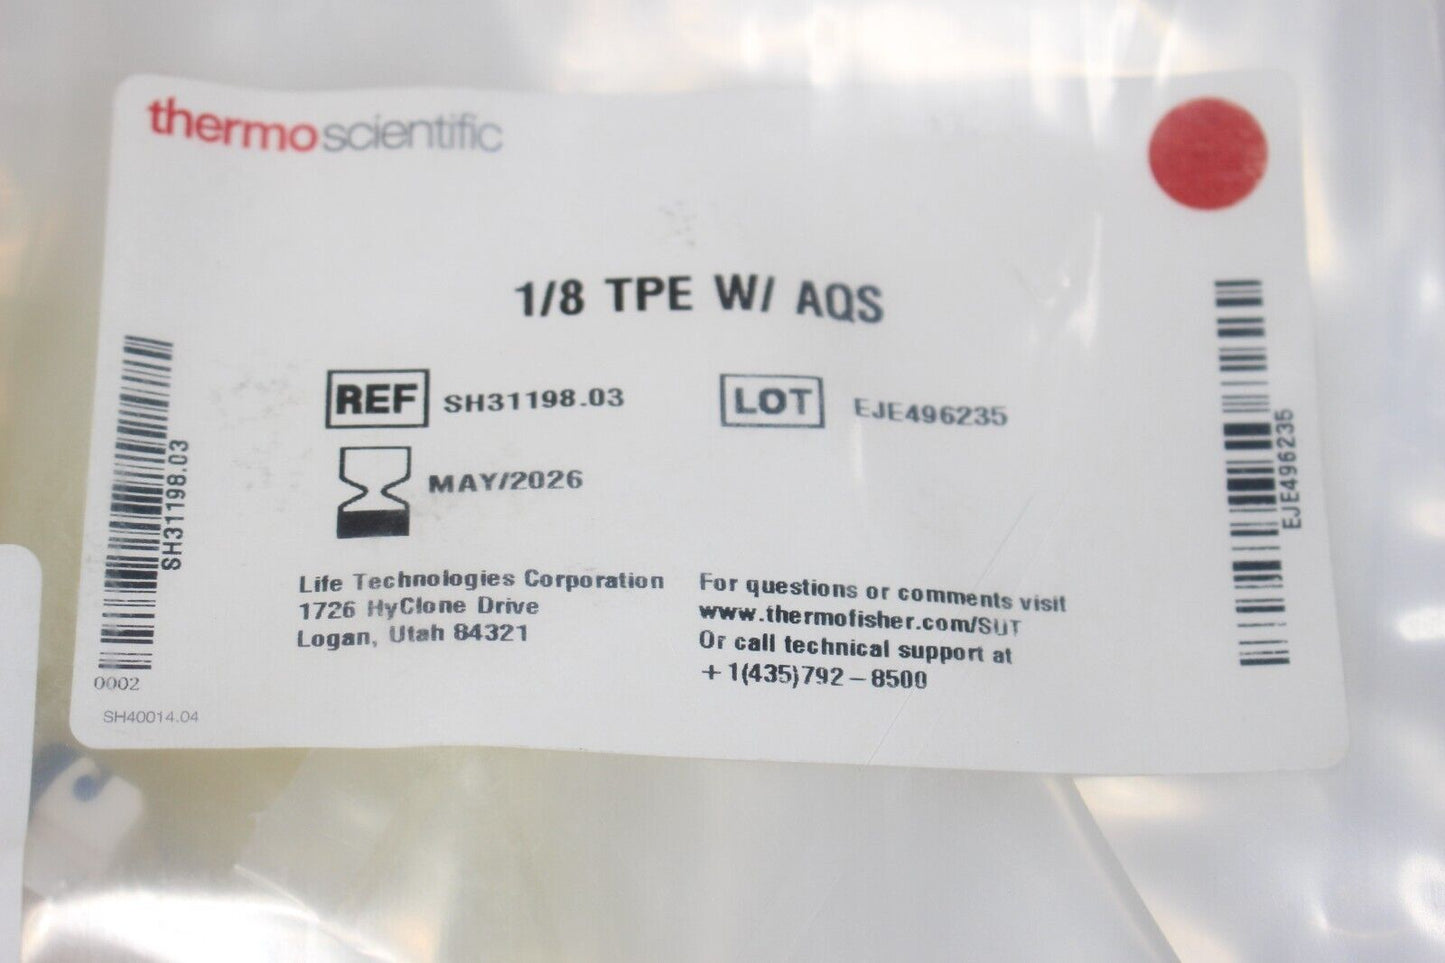 thermo scientific
1/8 TPE W/ AQS
REF SH31198.03
LOT EJE496235
MAY/2026
Life Technologies Corporation
1726 HyClone Drive
Logan, Utah 84321
For questions or comments visit
www.thermofisher.com/SUT
Or call technical support at
+1(435)792-8500
SH31198.03
EJE496235
0002
SH40014.04